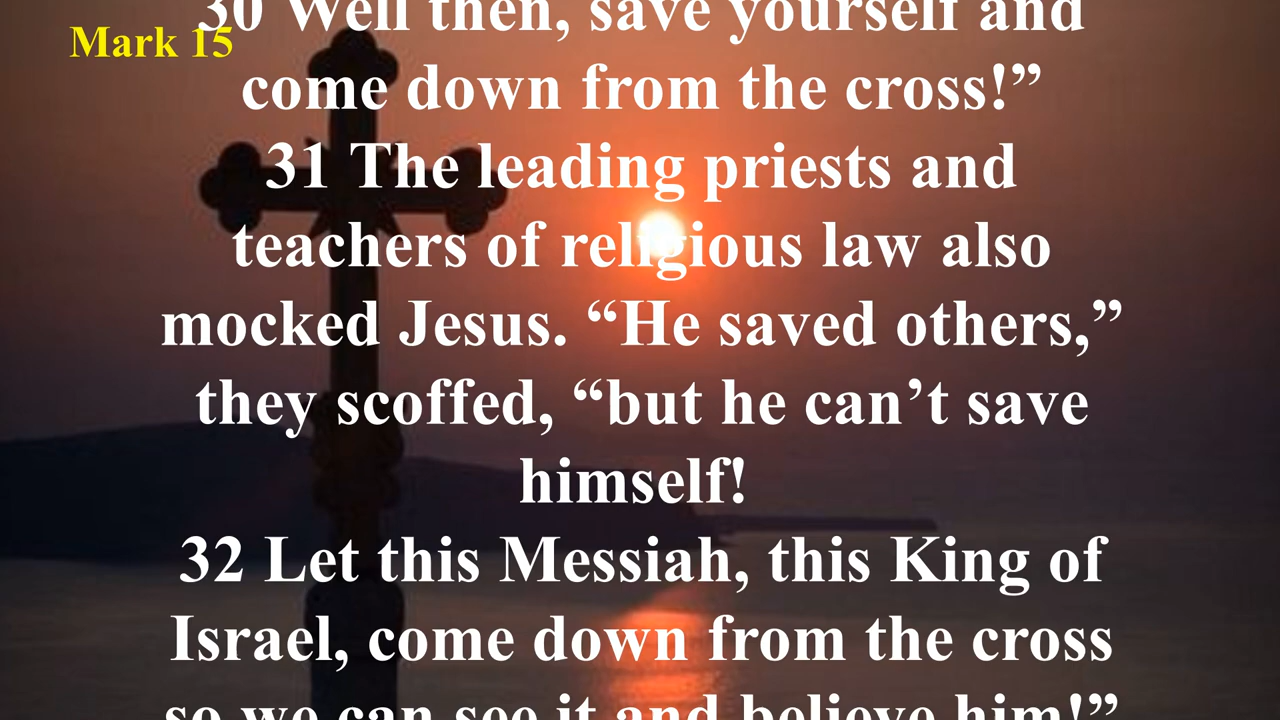 Mark 15
30 Well then, save yourself and
come down from the cross!”
31 The leading priests and
teachers of religious law also
mocked Jesus. “He saved others,”
they scoffed, “but he can’t save
himself!
32 Let this Messiah, this King of
Israel, come down from the cross
so we can see it and believe him!”